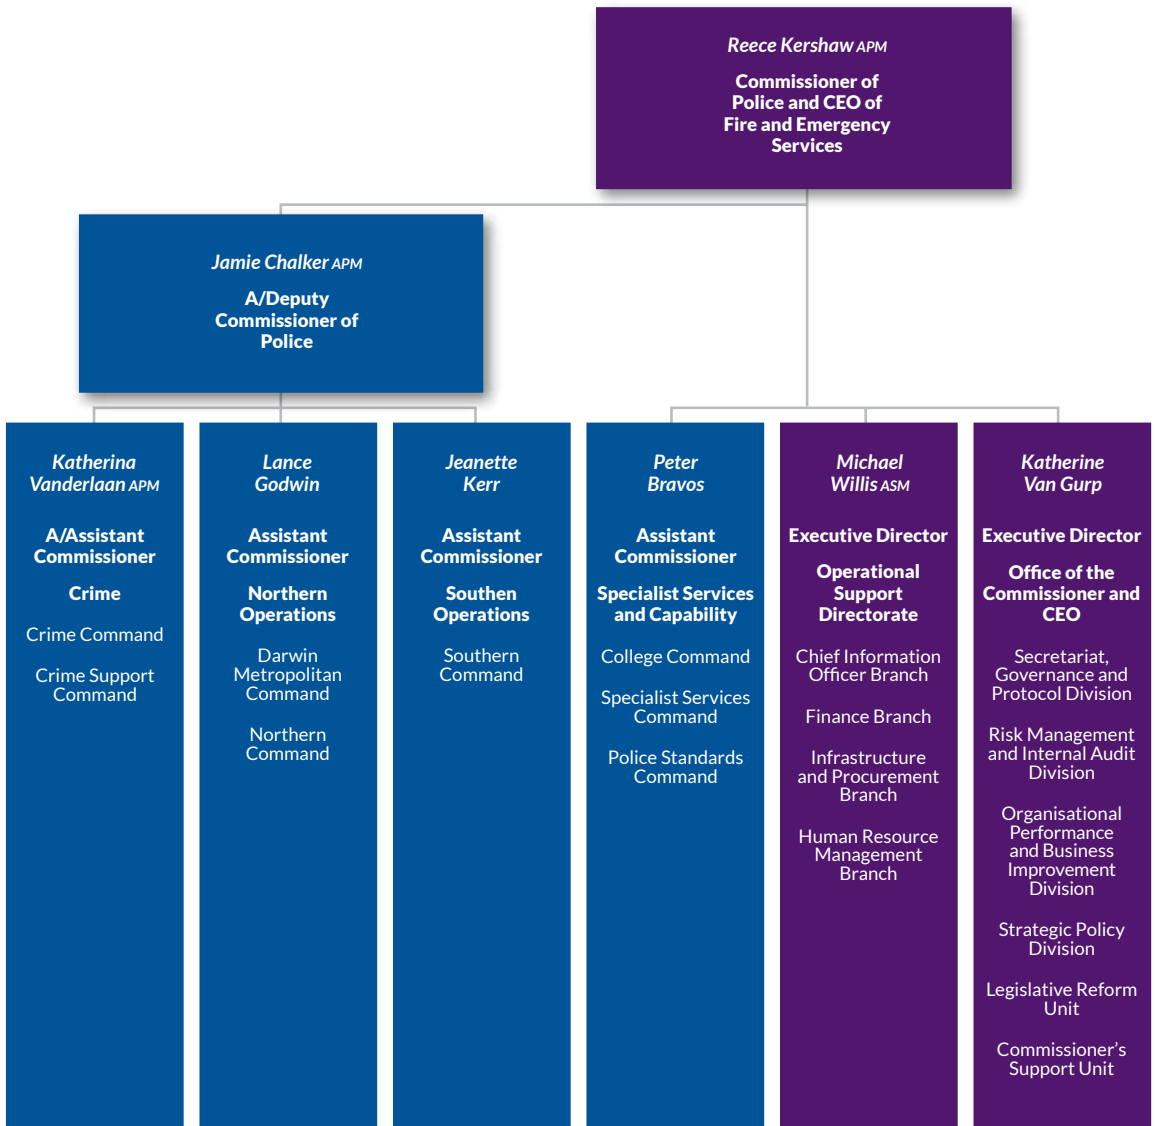 Reece Kershaw APM
Commissioner of
Police and CEO of
Fire and Emergency
Services
Jamie Chalker APM
A/Deputy
Commissioner of
Police
Katherina
Vanderlaan APM
A/Assistant
Commissioner
Crime
Crime Command
Crime Support
Command
Lance
Godwin
Assistant
Commissioner
Northern
Operations
Darwin
Metropolitan
Command
Northern
Command
Jeanette
Kerr
Assistant
Commissioner
Southen
Operations
Southern
Command
Peter
Bravos
Assistant
Commissioner
Specialist Services
and Capability
College Command
Specialist Services
Command
Police Standards
Command
Michael
Willis ASM
Executive Director
Operational
Support
Directorate
Chief Information
Officer Branch
Finance Branch
Infrastructure
and Procurement
Branch
Human Resource
Management
Branch
Katherine
Van Gurp
Executive Director
Office of the
Commissioner and
CEO
Secretariat,
Governance and
Protocol Division
Risk Management
and Internal Audit
Division
Organisational
Performance
and Business
Improvement
Division
Strategic Policy
Division
Legislative Reform
Unit
Commissioner’s
Support Unit